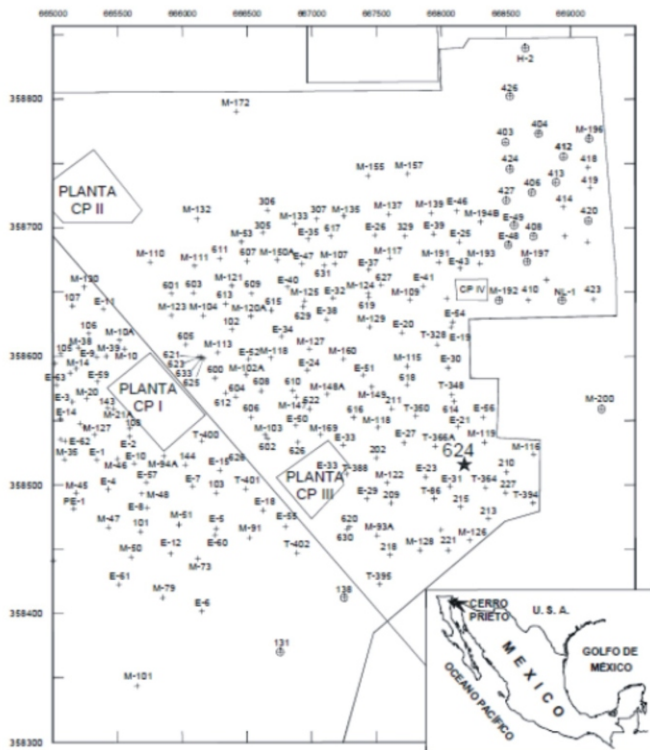 665000 665000 666000 667000 668000 668000 669000
358800
358700
358600
358500
358400
358300
H-2
426
M-172
404
403
M-196
412
424
418
M-155
M-157
413
419
406
427
414
420
306
307
M-135
M-137
M-139
E-46
M-132
M-133
M-194B
E-49
408
305
E-35
617
E-26
329
E-39
E-25
E-48
M-53
M-110
M-111
611
607
M-150A
E-47
M-107
E-37
M-117
M-191
E-43
M-193
M-197
PLANTA
CP II
M-130
601
603
M-121
609
E-40
631
M-124
627
E-41
CP IV
M-192
410
NL-1
423
107
E-11
M-123
M-104
613
M-120A
615
M-125
629
E-32
619
M-109
106
102
E-38
M-129
E-54
M-38
M-10A
605
E-34
E-20
T-328
E-19
105
E-9
M-39
M-10
621
623
633
625
M-113
E-52
M-118
M-127
M-160
M-14
600
M-102A
E-24
M-115
E-30
E-63
E-59
E-51
618
T-348
E-3
M-20
PLANTA
CP I
604
608
610
M-148A
M-149
211
612
M-147
622
614
E-56
E-14
143
M-21A
108
606
E-50
616
M-118
T-350
E-21
M-127
M-103
M-169
E-62
E-2
T-400
602
626
E-33
202
E-27
T-366A
M-119
M-116
M-35
E-1
M-46
E-10
M-94A
144
E-15
628
624
E-33
T-388
PLANTA
CP III
210
E-57
E-7
T-401
M-122
E-23
E-31
T-364
227
M-45
E-4
M-48
103
E-29
209
T-86
215
T-394
PE-1
E-8
E-18
213
M-47
101
M-51
E-5
E-55
620
M-93A
M-50
E-12
E-60
M-91
630
M-128
221
M-126
T-402
218
M-73
E-61
T-395
M-79
138
E-6
131
M-101
M-200
CERRO
PRIETO
U. S. A.
GOLFO DE
MÉXICO
MEXICO
OCEANO PACÍFICO